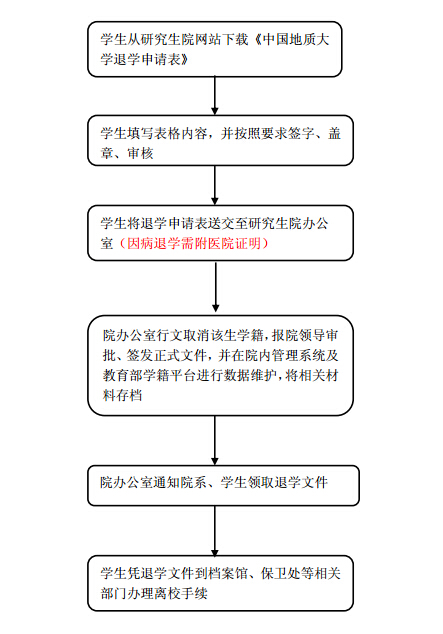 学生从研究生院网站下载《中国地质大
学退学申请表》
学生填写表格内容，并按照要求签字、盖
章、审核
学生将退学申请表送交至研究生院办公
室（因病退学需附医院证明）
院办公室行文取消该生学籍，报院领导审
批、签发正式文件，并在院内管理系统及
教育部学籍平台进行数据维护，将相关材
料存档
院办公室通知院系、学生领取退学文件
学生凭退学文件到档案馆、保卫处等相关
部门办理离校手续